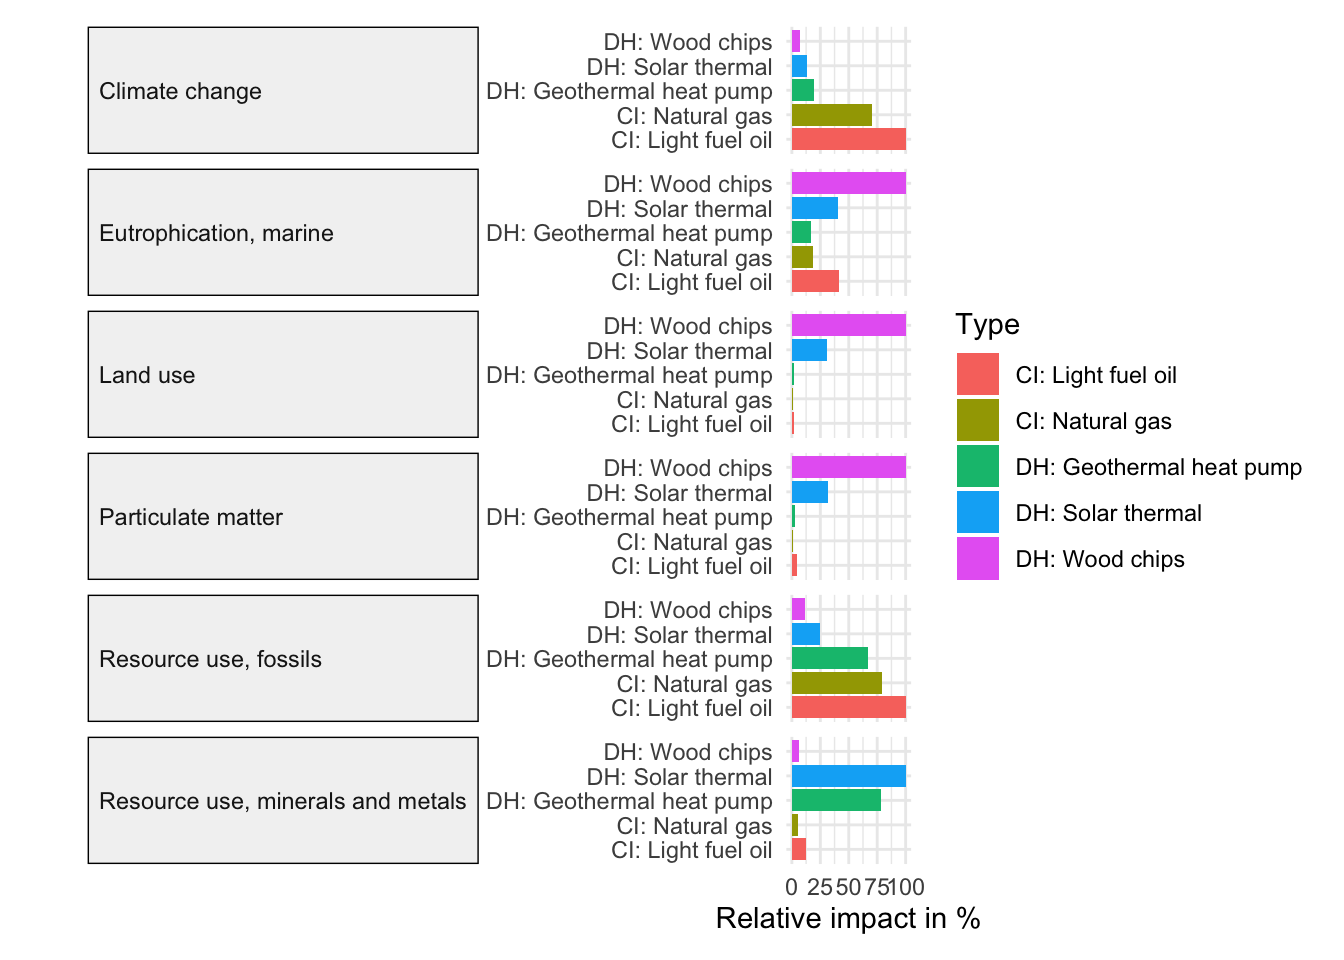 Climate change
DH: Wood chips
DH: Solar thermal
DH: Geothermal heat pump
CI: Natural gas
CI: Light fuel oil
Eutrophication, marine
DH: Wood chips
DH: Solar thermal
DH: Geothermal heat pump
CI: Natural gas
CI: Light fuel oil
Land use
DH: Wood chips
DH: Solar thermal
DH: Geothermal heat pump
CI: Natural gas
CI: Light fuel oil
Particulate matter
DH: Wood chips
DH: Solar thermal
DH: Geothermal heat pump
CI: Natural gas
CI: Light fuel oil
Resource use, fossils
DH: Wood chips
DH: Solar thermal
DH: Geothermal heat pump
CI: Natural gas
CI: Light fuel oil
Resource use, minerals and metals
DH: Wood chips
DH: Solar thermal
DH: Geothermal heat pump
CI: Natural gas
CI: Light fuel oil
0 25 50 75 100
Relative impact in %
Type
CI: Light fuel oil
CI: Natural gas
DH: Geothermal heat pump
DH: Solar thermal
DH: Wood chips